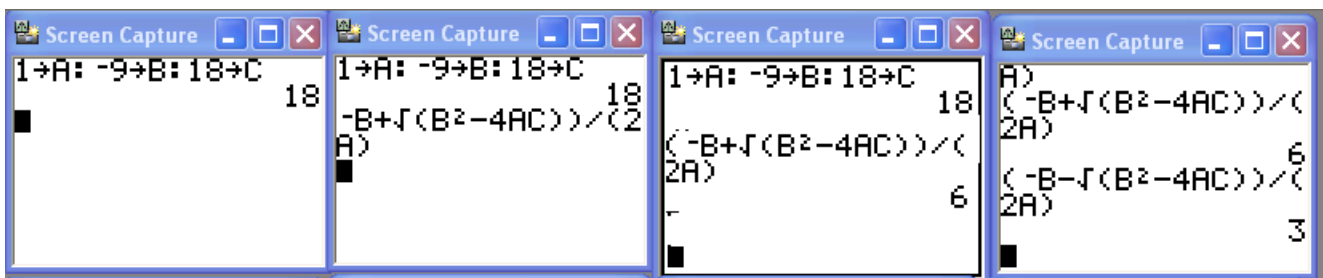 Screen Capture
1→A: -9→B:18→C
18
Screen Capture
1→A: -9→B:18→C
18
-B+√(B²-4AC))/(2
A)
Screen Capture
1→A: -9→B:18→C
18
(-B+√(B²-4AC))/(
2A)
6
Screen Capture
A)
(-B+√(B²-4AC))/(
2A)
6
(-B-√(B²-4AC))/(
2A)
3